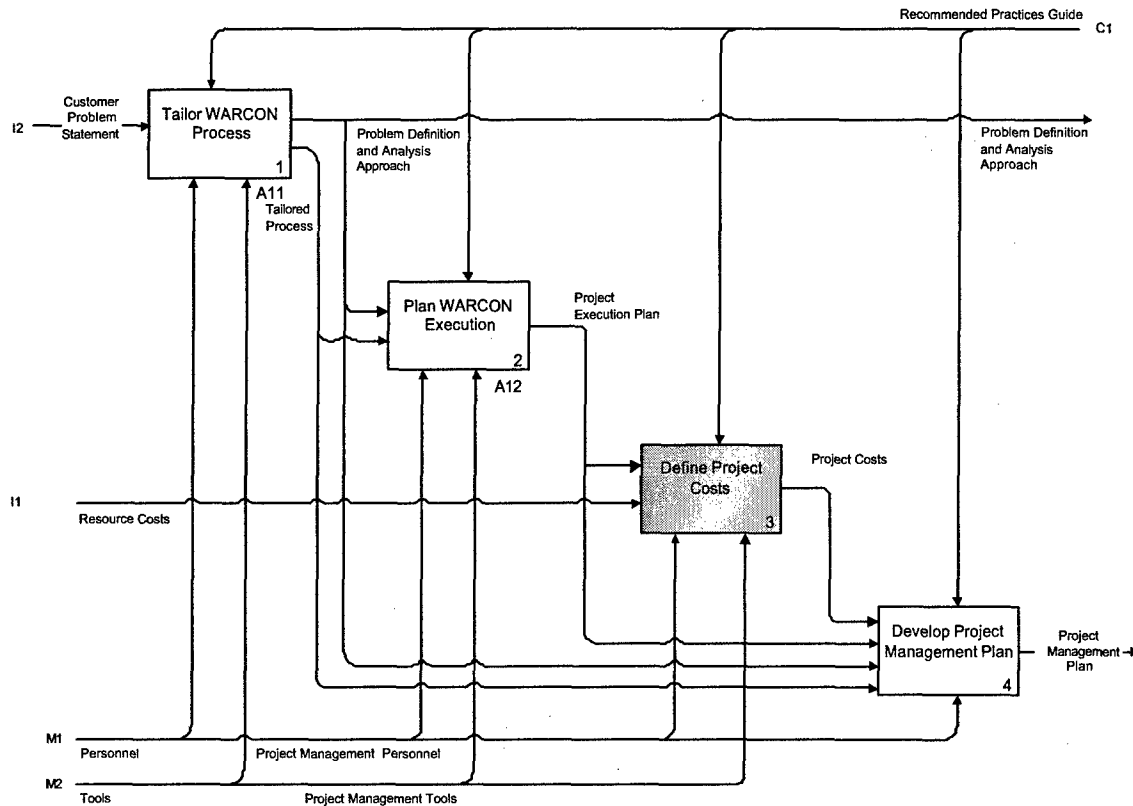 Recommended Practices Guide
C1
I2
Customer
Problem
Statement
Tailor WARCON
Process
1
A11
Problem Definition
and Analysis
Approach
Problem Definition
and Analysis
Approach
Tailored
Process
Plan WARCON
Execution
2
A12
Project
Execution Plan
I1
Resource Costs
Define Project
Costs
3
Project Costs
Develop Project
Management Plan
4
Project
Management
Plan
M1
Personnel
Project Management Personnel
M2
Tools
Project Management Tools